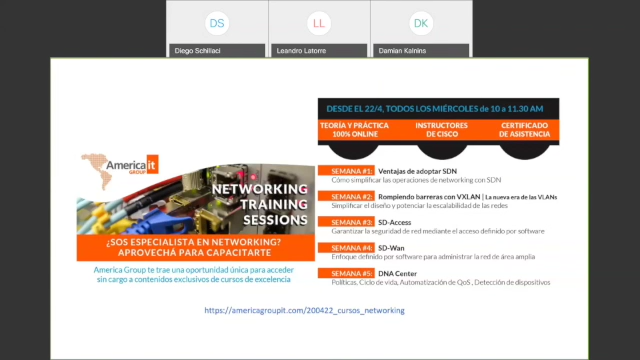 DS
LL
DK
Diego Schillaci
Leandro Latorre
Damian Kainins
DESDE EL 22/4, TODOS LOS MIÉRCOLES de 10 a 11.30 AM
TEORÍA Y PRÁCTICA
100% ONLINE
INSTRUCTORES
DE CISCO
CERTIFICADO
DE ASISTENCIA
America it
GROUP
NETWORKING
TRAINING
SESSIONS
¿SOS ESPECIALISTA EN NETWORKING?
APROVECHÁ PARA CAPACITARTE
America Group te trae una oportunidad única para acceder
sin cargo a contenidos exclusivos de cursos de excelencia
SEMANA #1: Ventajas de adoptar SDN
Cómo simplificar las operaciones de networking con SDN
SEMANA #2: Rompiendo barreras con VXLAN | La nueva era de las VLANs
Simplificar el diseño y potenciar la escalabilidad de las redes
SEMANA #3: SD-Access
Garantizar la seguridad de red mediante el acceso definido por software
SEMANA #4: SD-Wan
Enfoque definido por software para administrar la red de área amplia
SEMANA #5: DNA Center
Políticas, Ciclo de vida, Automatización de QoS, Detección de dispositivos
https://americagroupit.com/200422_cursos_networking